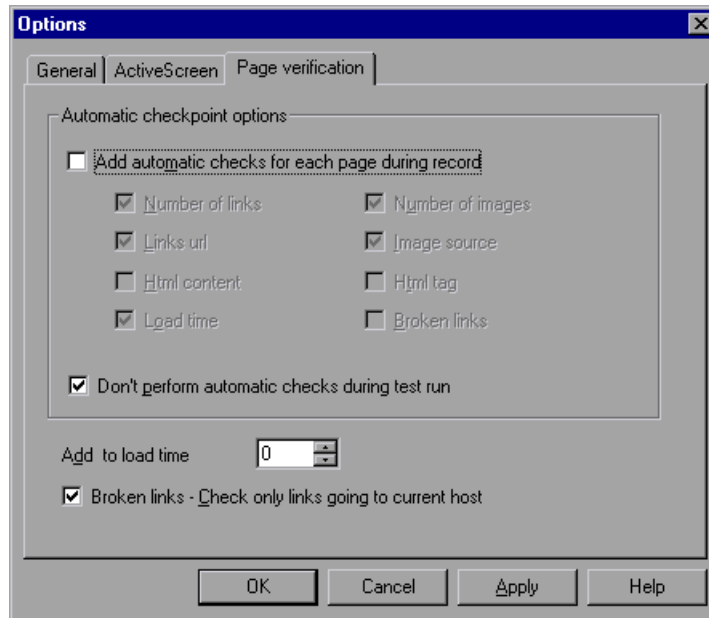 Options
General ActiveScreen Page verification
Automatic checkpoint options
Add automatic checks for each page during record
Number of links Number of images
Links url Image source
Html content Html tag
Load time Broken links
Don't perform automatic checks during test run
Add to load time 0
Broken links - Check only links going to current host
OK Cancel Apply Help